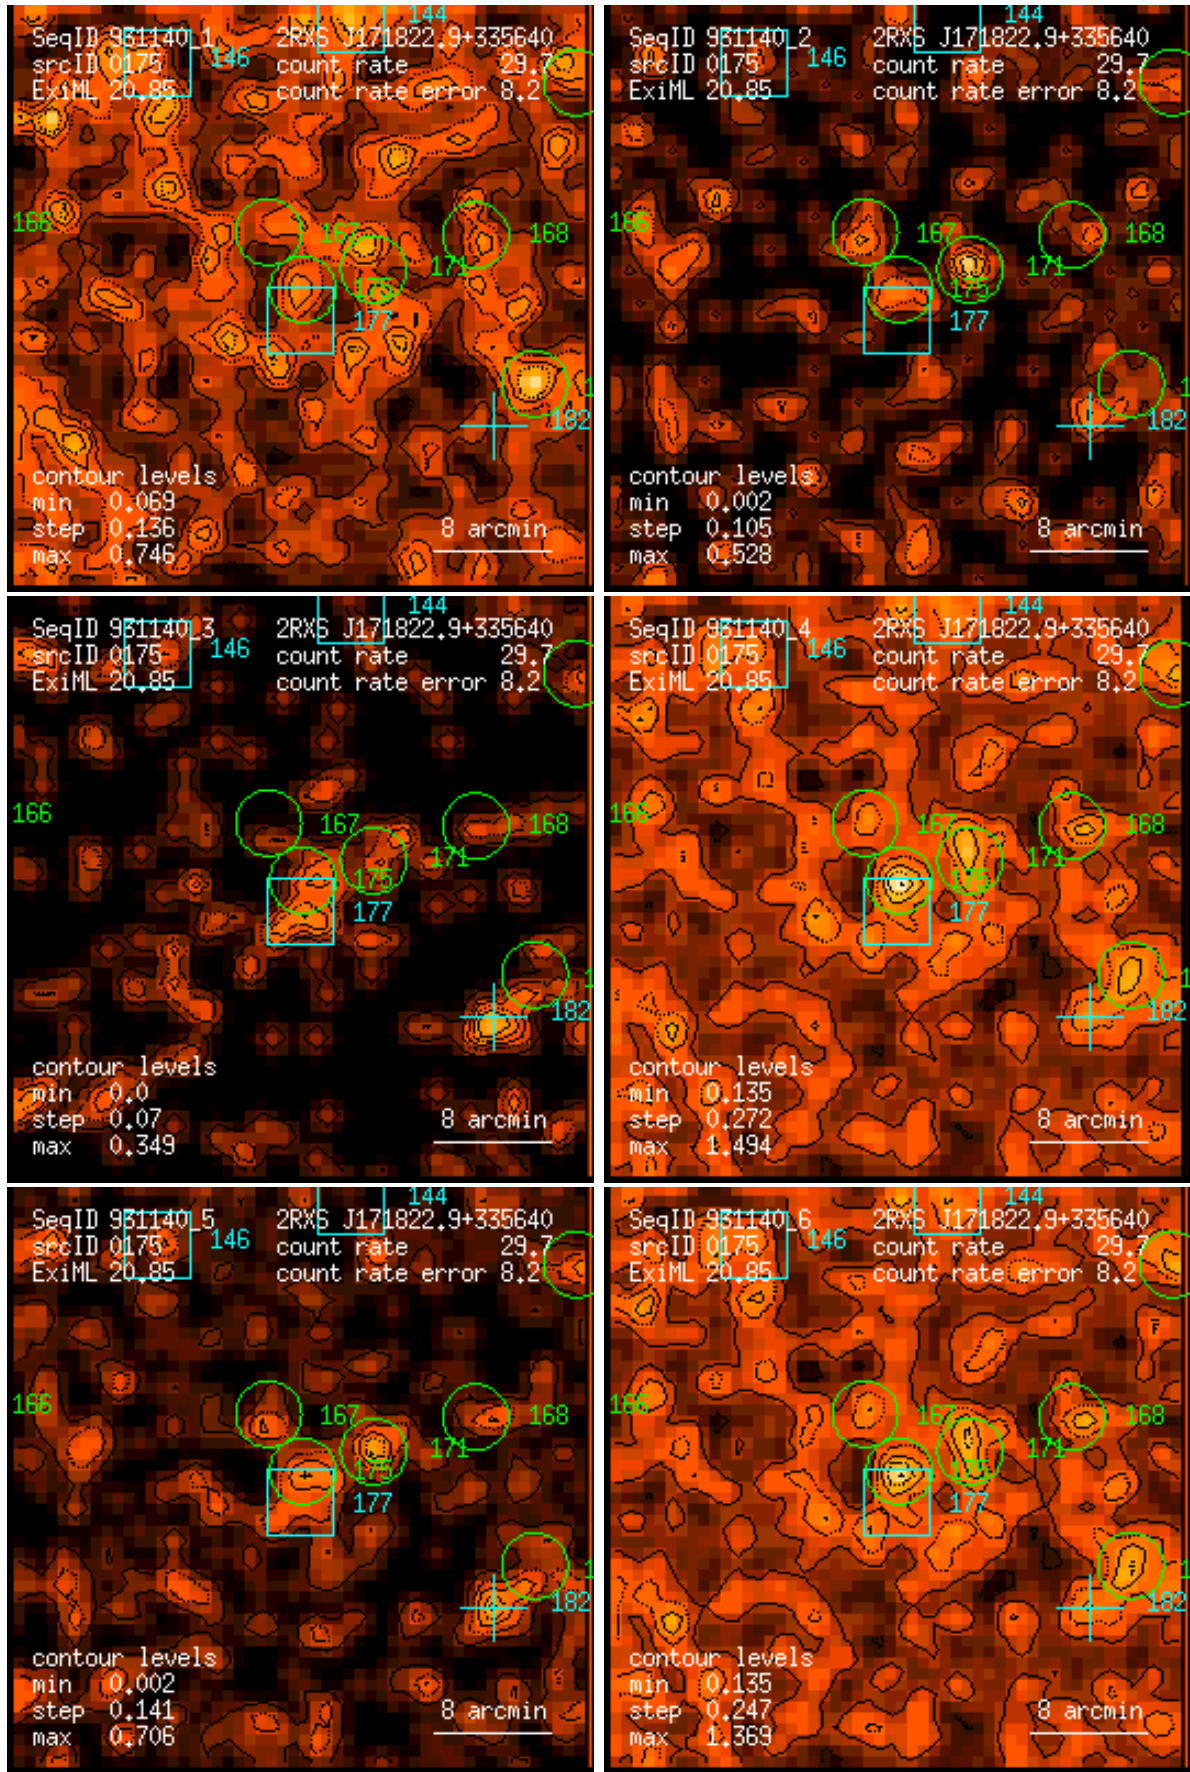 144
SeqID 931140_1 2RXS J171822.9+335640
srcID 0175 146 count rate 29.7
ExiML 20.85 count rate error 8.2
166 167 168
171
175
177
182
contour levels
min 0.069
step 0.136 8 arcmin
max 0.746
144
SeqID 931140_2 2RXS J171822.9+335640
srcID 0175 146 count rate 29.7
ExiML 20.85 count rate error 8.2
166 167 168
171
175
177
182
contour levels
min 0.002
step 0.105 8 arcmin
max 0.528
144
SeqID 931140_3 2RXS J171822.9+335640
srcID 0175 146 count rate 29.7
ExiML 20.85 count rate error 8.2
166 167 168
171
175
177
182
contour levels
min 0.0
step 0.07 8 arcmin
max 0.349
144
SeqID 931140_4 2RXS J171822.9+335640
srcID 0175 146 count rate 29.7
ExiML 20.85 count rate error 8.2
166 167 168
171
175
177
182
contour levels
min 0.135
step 0.272 8 arcmin
max 1.494
144
SeqID 931140_5 2RXS J171822.9+335640
srcID 0175 146 count rate 29.7
ExiML 20.85 count rate error 8.2
166 167 168
171
175
177
182
contour levels
min 0.002
step 0.141 8 arcmin
max 0.706
144
SeqID 931140_6 2RXS J171822.9+335640
srcID 0175 146 count rate 29.7
ExiML 20.85 count rate error 8.2
166 167 168
171
175
177
182
contour levels
min 0.135
step 0.247 8 arcmin
max 1.369